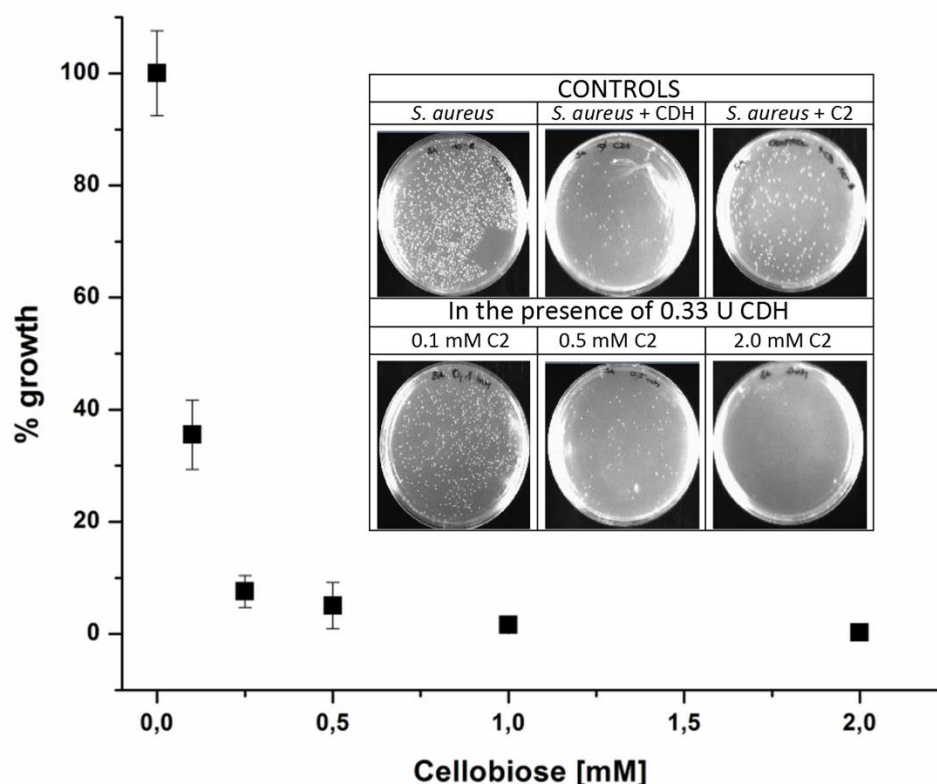 CONTROLS
S. aureus
S. aureus + CDH
S. aureus + C2
In the presence of 0.33 U CDH
0.1 mM C2
0.5 mM C2
2.0 mM C2
% growth
100
80
60
40
20
0
0,0
0,5
1,0
1,5
2,0
Cellobiose [mM]